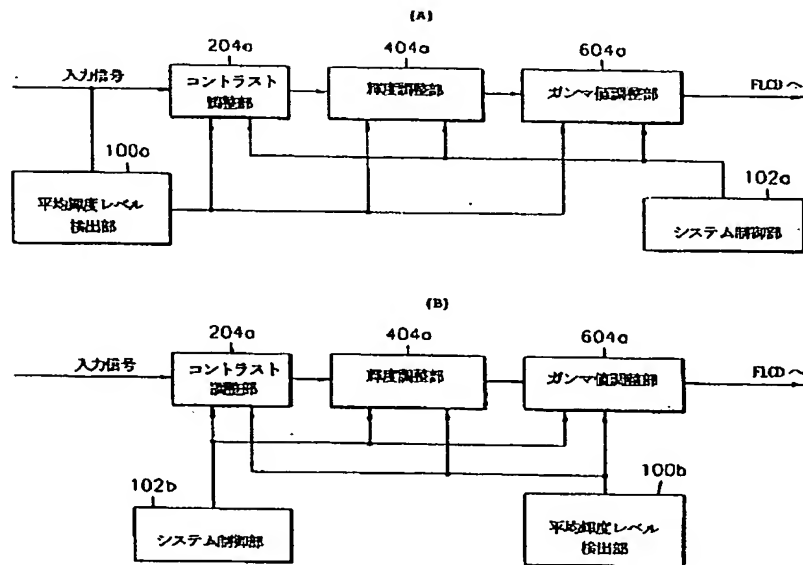 (A)
204a
404a
604a
入力信号
コントラスト
調整部
輝度調整部
ガンマ値調整部
FLCDへ
100a
平均輝度レベル
検出部
102a
システム制御部
(B)
204a
404a
604a
入力信号
コントラスト
調整部
輝度調整部
ガンマ値調整部
FLCDへ
102b
システム制御部
100b
平均輝度レベル
検出部